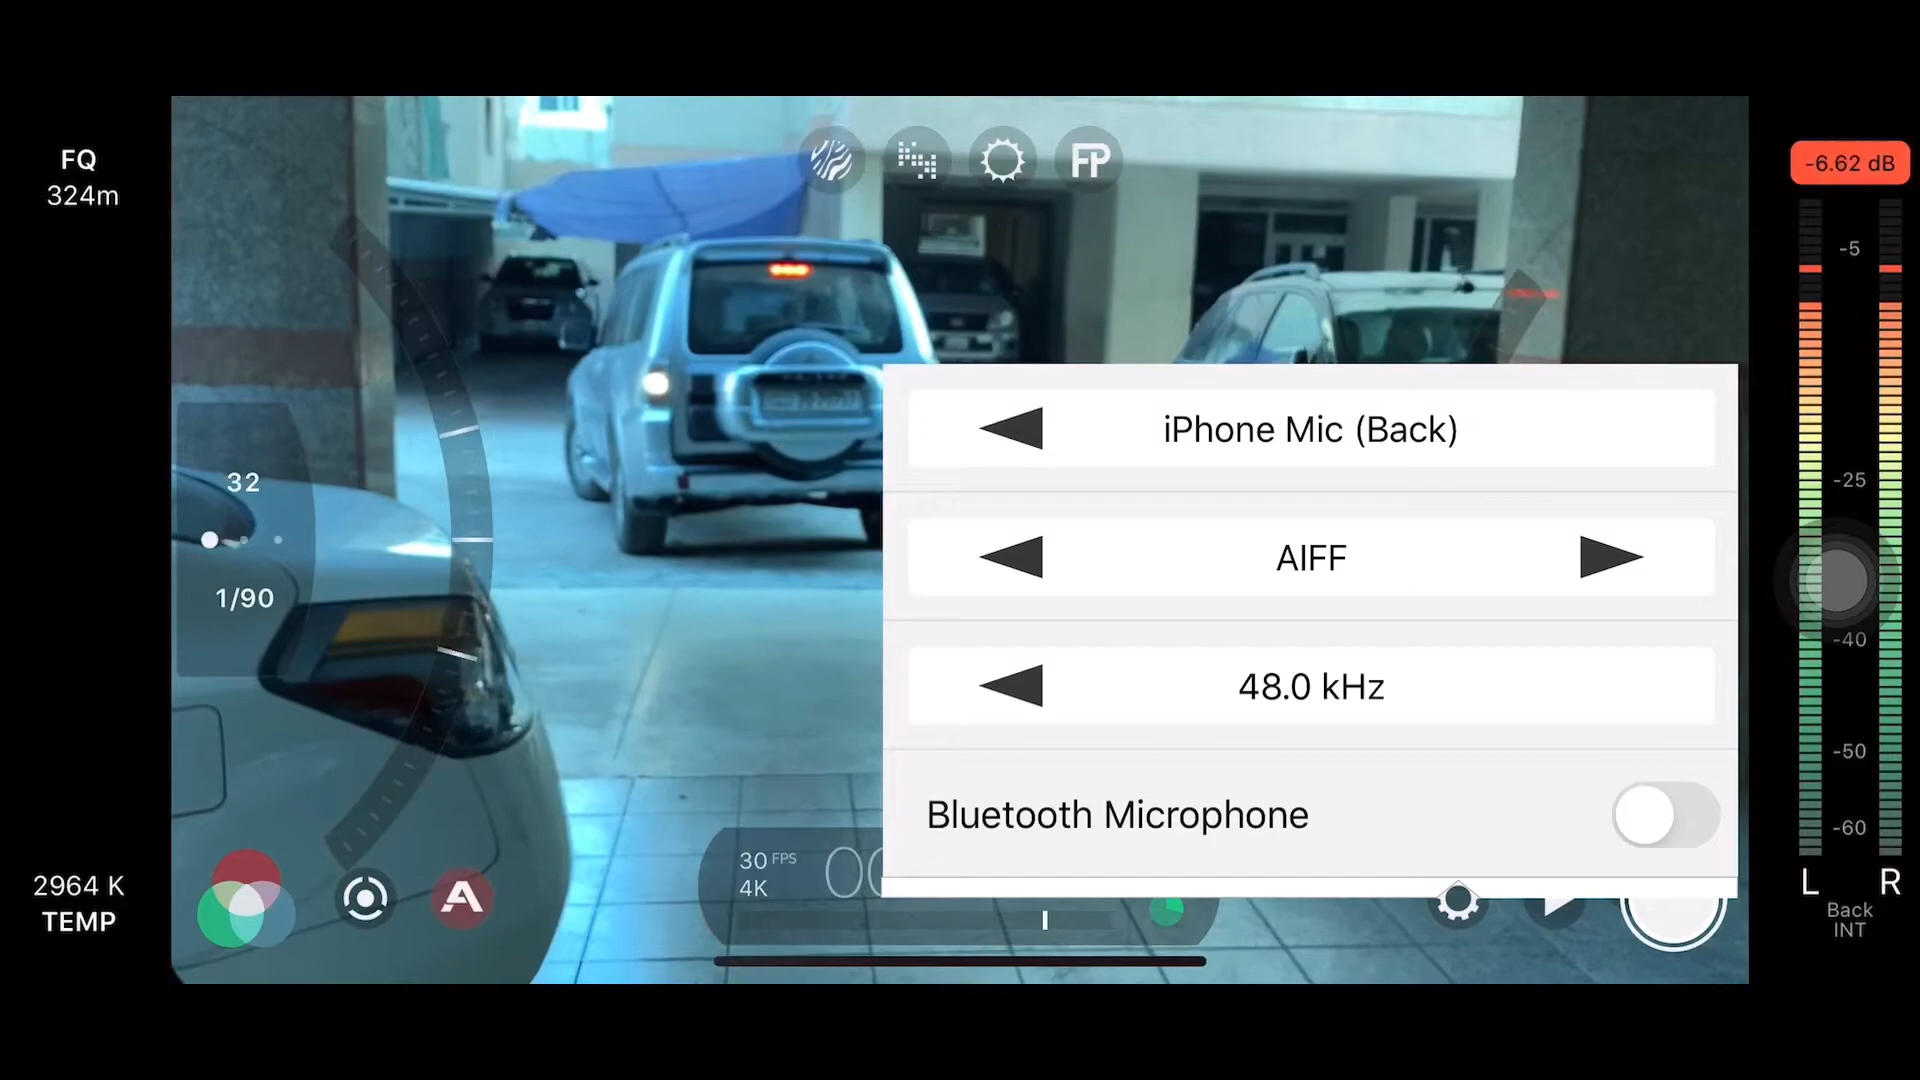 FQ
324m
FP
-6.62 dB
-5
-25
-40
-50
-60
L
R
Back
INT
32
1/90
iPhone Mic (Back)
AIFF
48.0 kHz
Bluetooth Microphone
30 FPS
4K
2964 K
TEMP
A